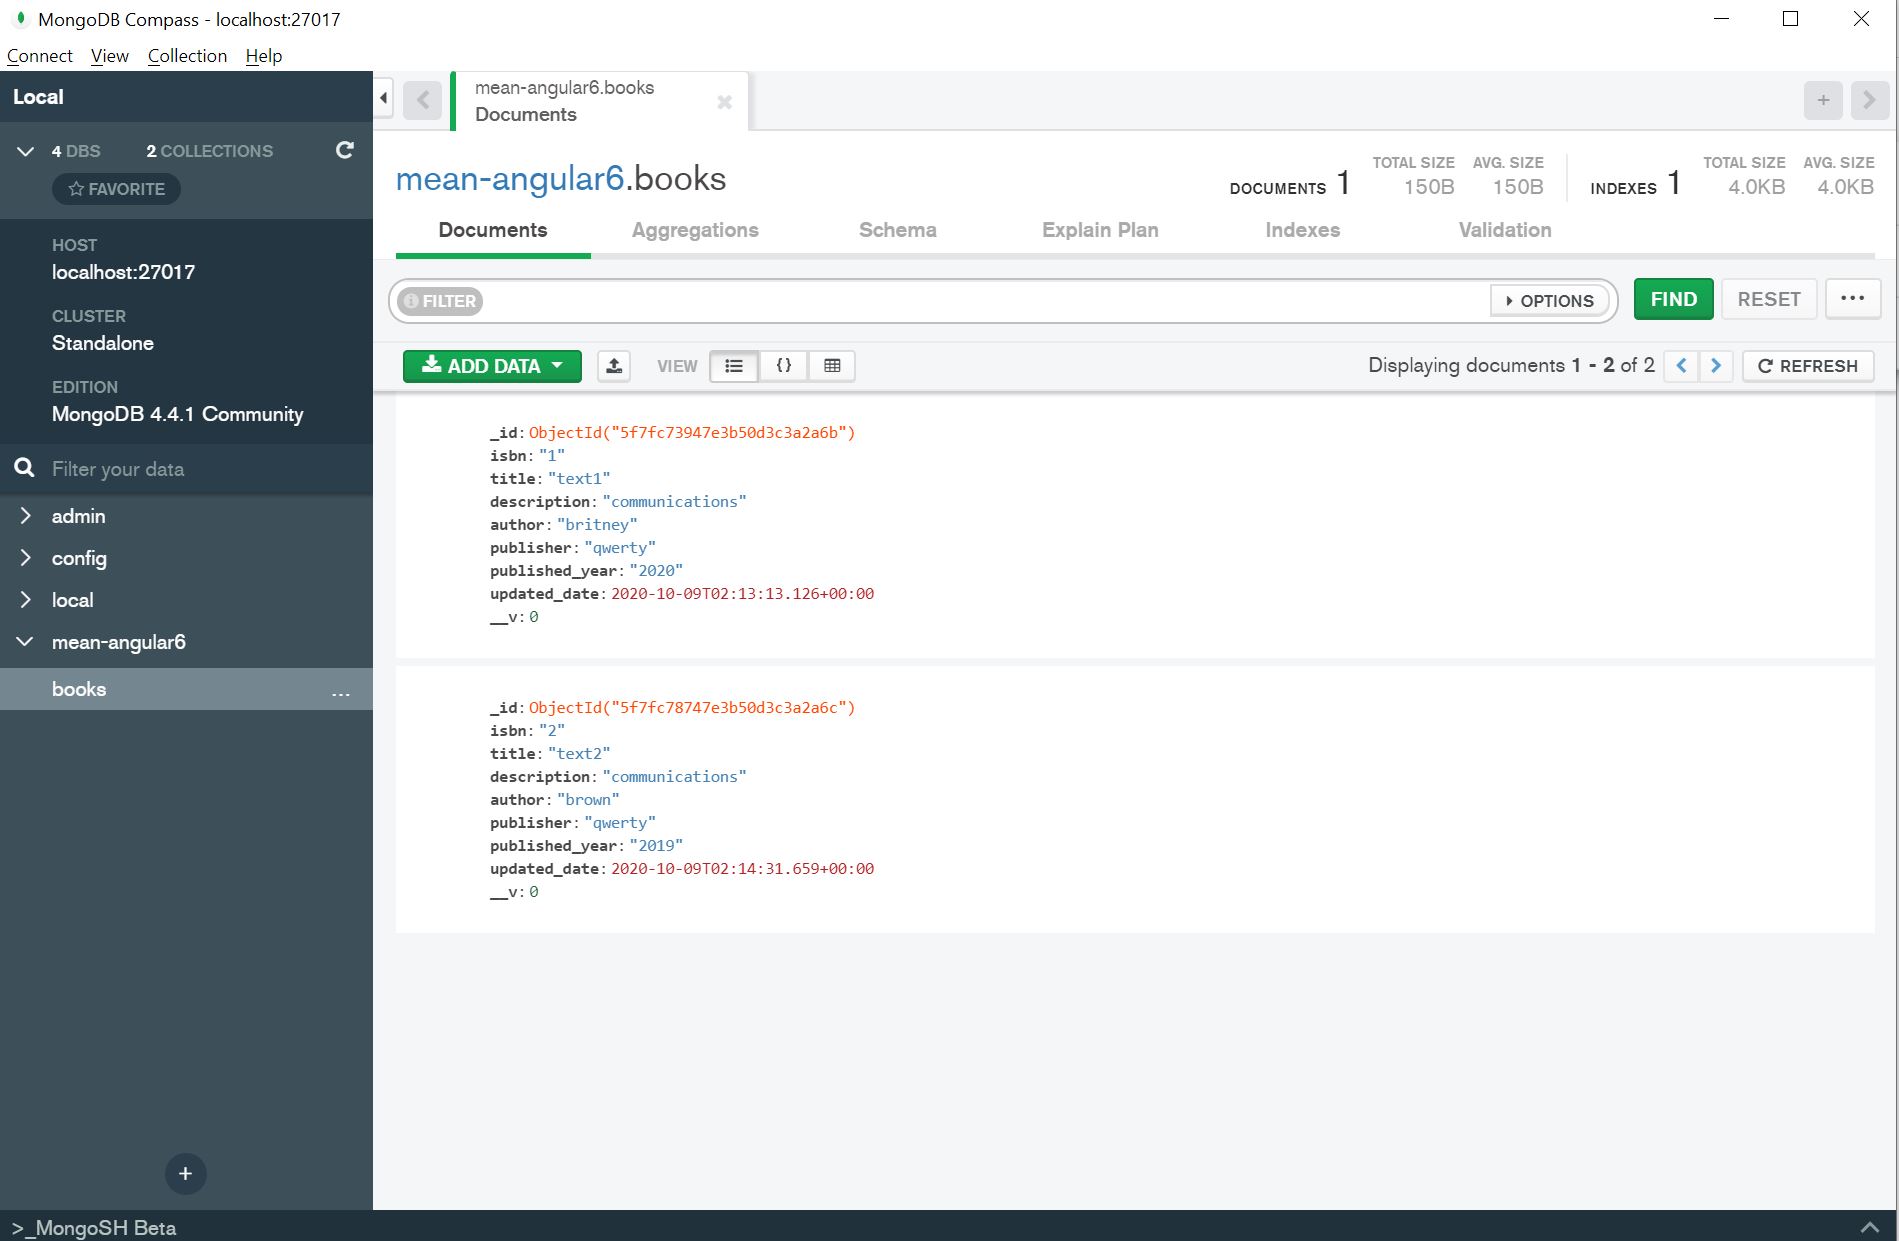 MongoDB Compass - localhost:27017
Connect View Collection Help
Local
4 DBS 2 COLLECTIONS
FAVORITE
HOST
localhost:27017
CLUSTER
Standalone
EDITION
MongoDB 4.4.1 Community
Filter your data
admin
config
local
mean-angular6
books ...
>_MongoSH Beta
mean-angular6.books
Documents
mean-angular6.books
DOCUMENTS 1 TOTAL SIZE 150B AVG. SIZE 150B INDEXES 1 TOTAL SIZE 4.0KB AVG. SIZE 4.0KB
Documents Aggregations Schema Explain Plan Indexes Validation
FILTER OPTIONS FIND RESET ...
ADD DATA VIEW {} Displaying documents 1 - 2 of 2 REFRESH
_id: ObjectId("5f7fc73947e3b50d3c3a2a6b")
isbn: "1"
title: "text1"
description: "communications"
author: "britney"
publisher: "qwerty"
published_year: "2020"
updated_date: 2020-10-09T02:13:13.126+00:00
__v: 0
_id: ObjectId("5f7fc78747e3b50d3c3a2a6c")
isbn: "2"
title: "text2"
description: "communications"
author: "brown"
publisher: "qwerty"
published_year: "2019"
updated_date: 2020-10-09T02:14:31.659+00:00
__v: 0